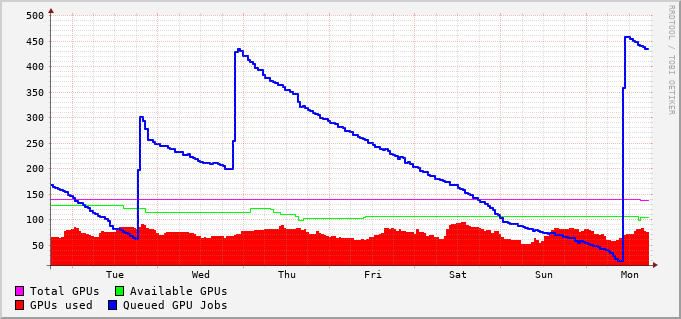 500
450
400
350
300
250
200
150
100
50
Tue Wed Thu Fri Sat Sun Mon
Total GPUs Available GPUs
GPUs used Queued GPU Jobs
RRDTOOL / TOBI OETIKER